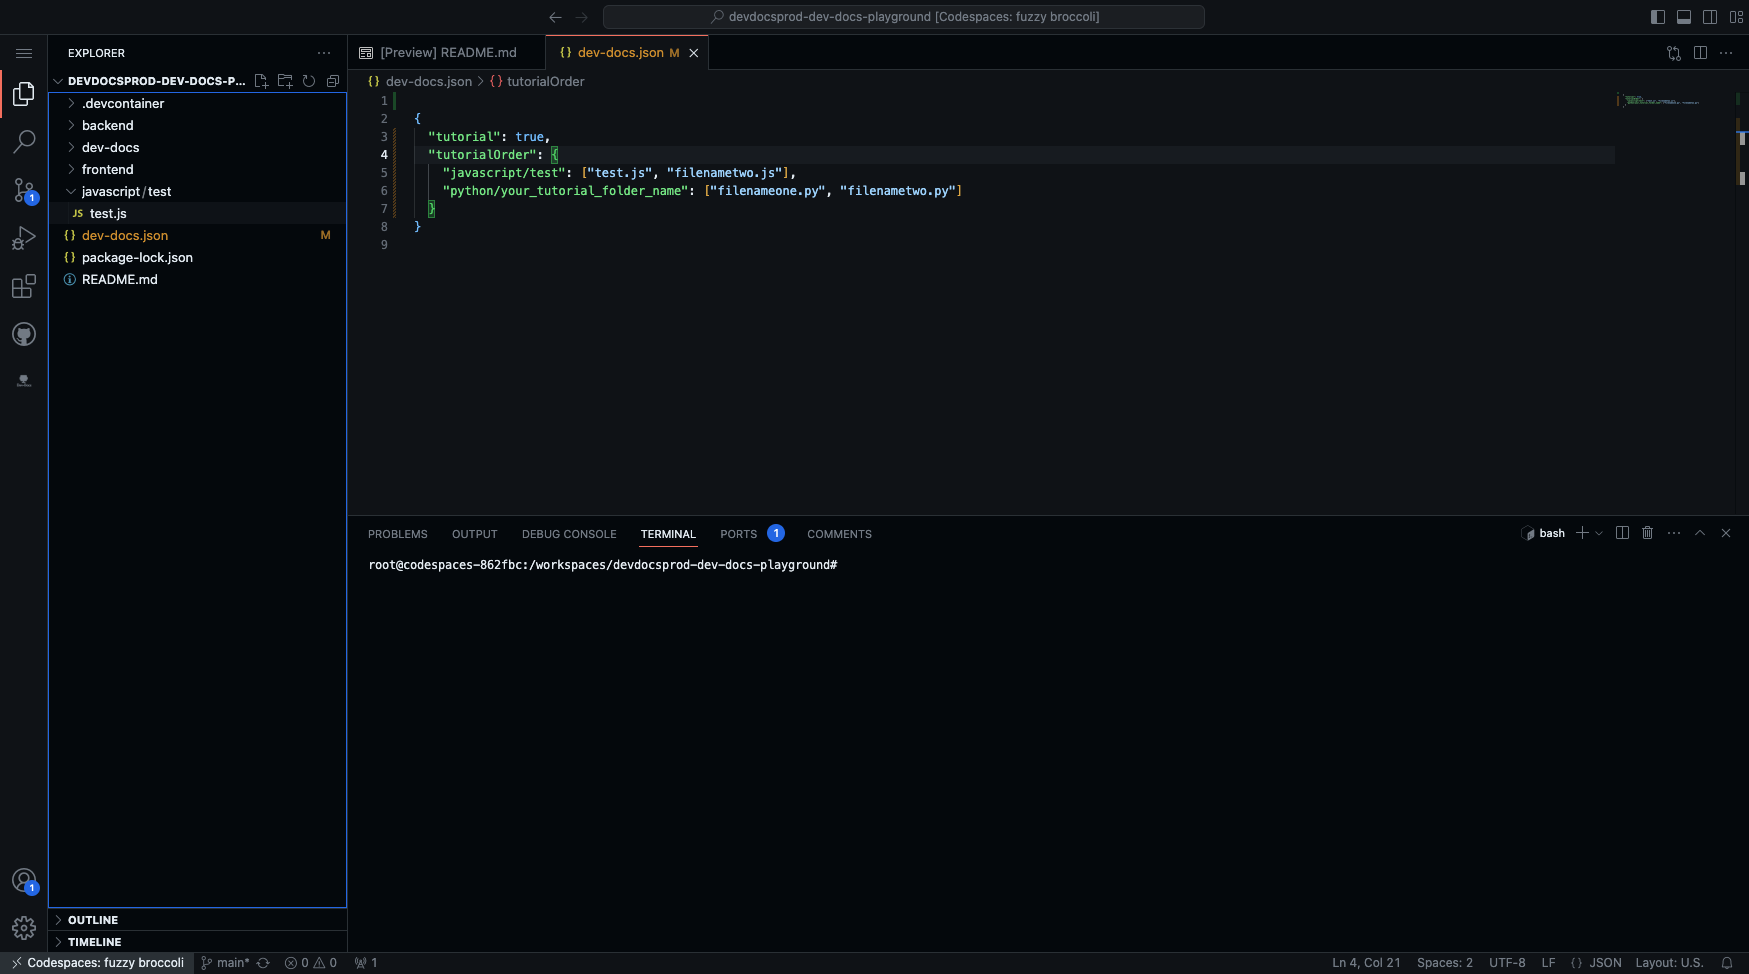 devdocsprod-dev-docs-playground [Codespaces: fuzzy broccoli]
EXPLORER
DEVDOCSPROD-DEV-DOCS-P...
.devcontainer
backend
dev-docs
frontend
javascript/test
JS test.js
{} dev-docs.json M
{} package-lock.json
README.md
OUTLINE
TIMELINE
1
1
[Preview] README.md
{} dev-docs.json M
{} dev-docs.json > {} tutorialOrder
1
2 {
3 "tutorial": true,
4 "tutorialOrder": {
5 "javascript/test": ["test.js", "filenametwo.js"],
6 "python/your_tutorial_folder_name": ["filenameone.py", "filenametwo.py"]
7 }
8 }
9
PROBLEMS OUTPUT DEBUG CONSOLE TERMINAL PORTS 1 COMMENTS
bash
root@codespaces-862fbc:/workspaces/devdocsprod-dev-docs-playground#
Codespaces: fuzzy broccoli main* 0 0 1
Ln 4, Col 21 Spaces: 2 UTF-8 LF {} JSON Layout: U.S.